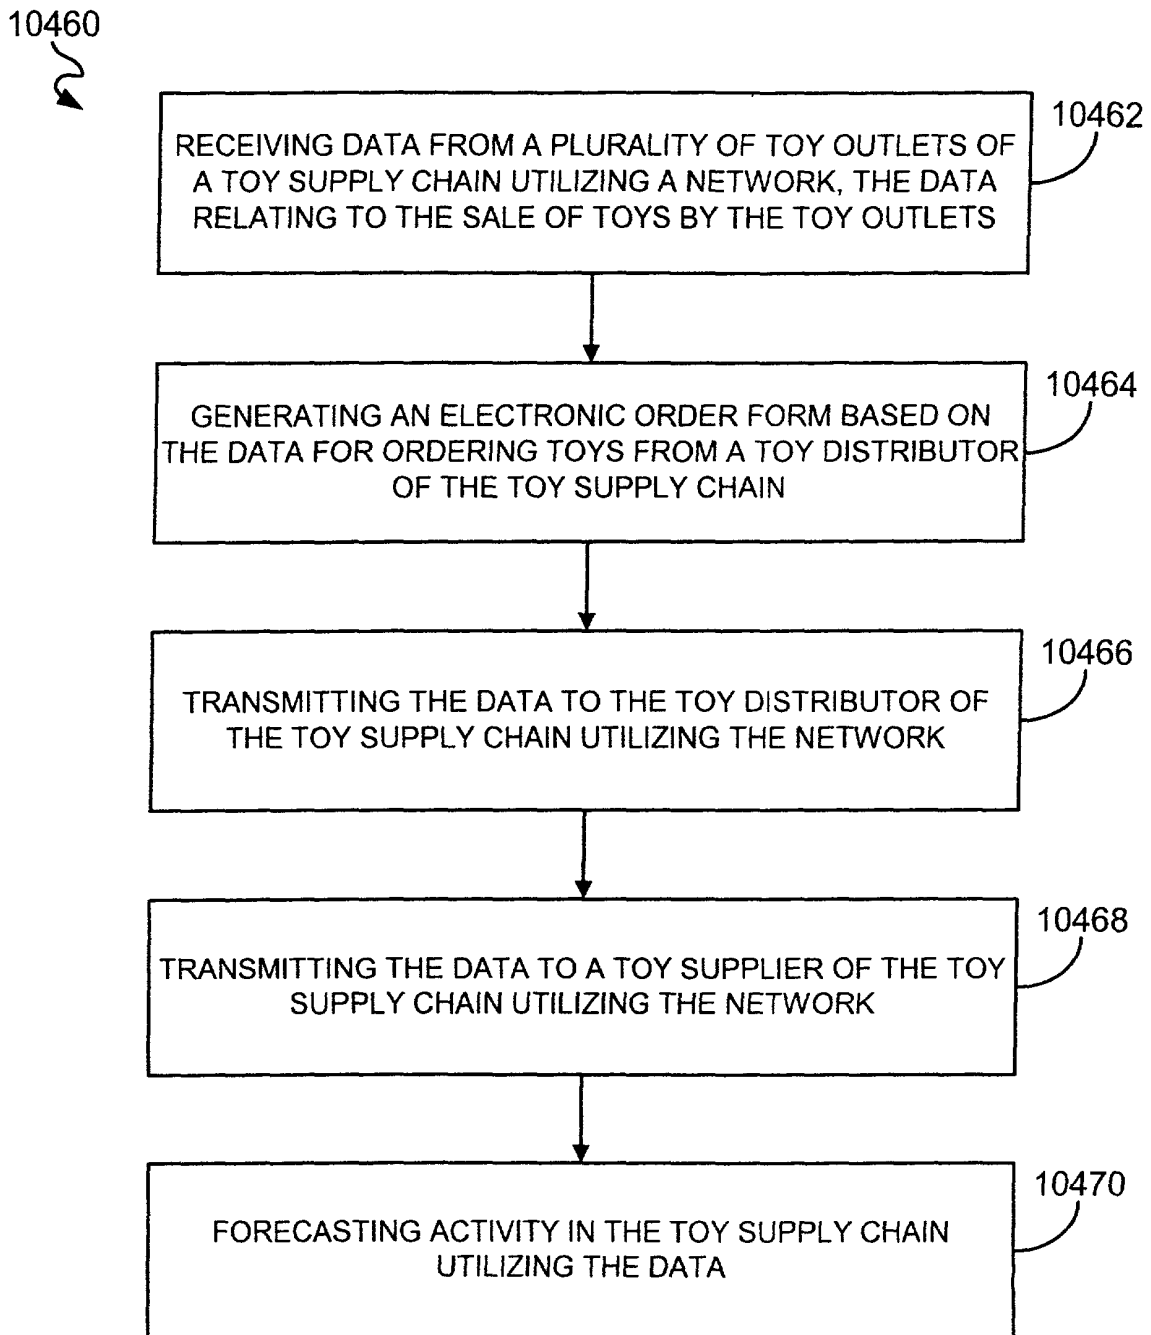 10460
10462
RECEIVING DATA FROM A PLURALITY OF TOY OUTLETS OF
A TOY SUPPLY CHAIN UTILIZING A NETWORK, THE DATA
RELATING TO THE SALE OF TOYS BY THE TOY OUTLETS
10464
GENERATING AN ELECTRONIC ORDER FORM BASED ON
THE DATA FOR ORDERING TOYS FROM A TOY DISTRIBUTOR
OF THE TOY SUPPLY CHAIN
10466
TRANSMITTING THE DATA TO THE TOY DISTRIBUTOR OF
THE TOY SUPPLY CHAIN UTILIZING THE NETWORK
10468
TRANSMITTING THE DATA TO A TOY SUPPLIER OF THE TOY
SUPPLY CHAIN UTILIZING THE NETWORK
10470
FORECASTING ACTIVITY IN THE TOY SUPPLY CHAIN
UTILIZING THE DATA